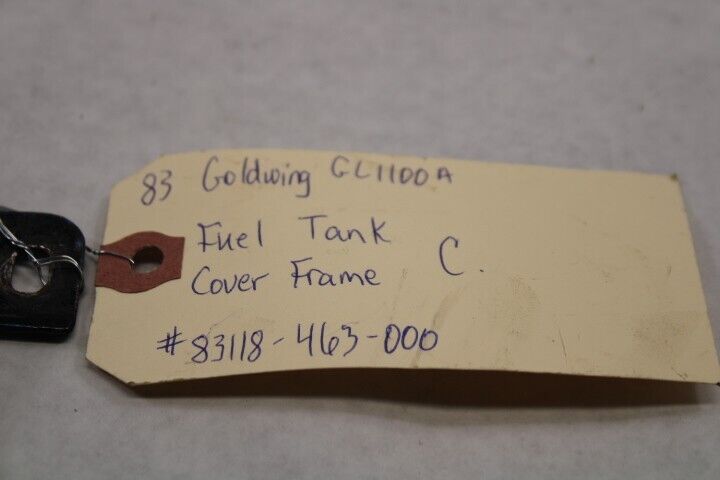 83 Goldwing GL1100A
Fuel Tank
Cover Frame C.
#83118-463-000